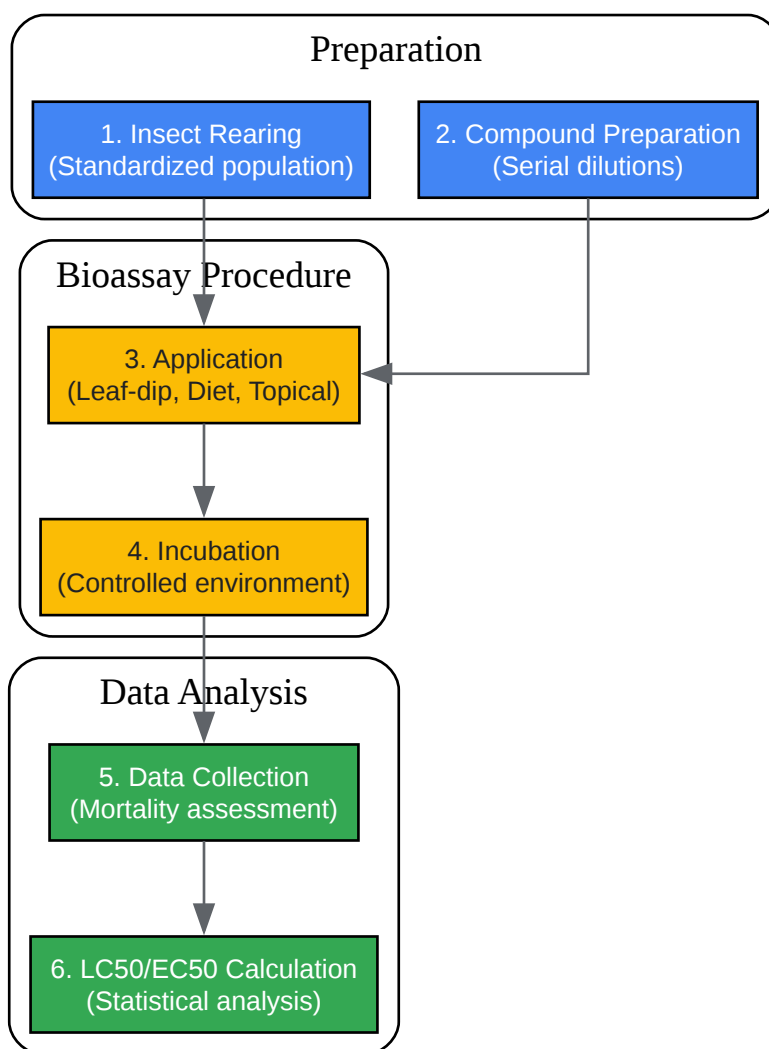 Preparation
1. Insect Rearing
(Standardized population)
2. Compound Preparation
(Serial dilutions)
Bioassay Procedure
3. Application
(Leaf-dip, Diet, Topical)
4. Incubation
(Controlled environment)
Data Analysis
5. Data Collection
(Mortality assessment)
6. LC50/EC50 Calculation
(Statistical analysis)